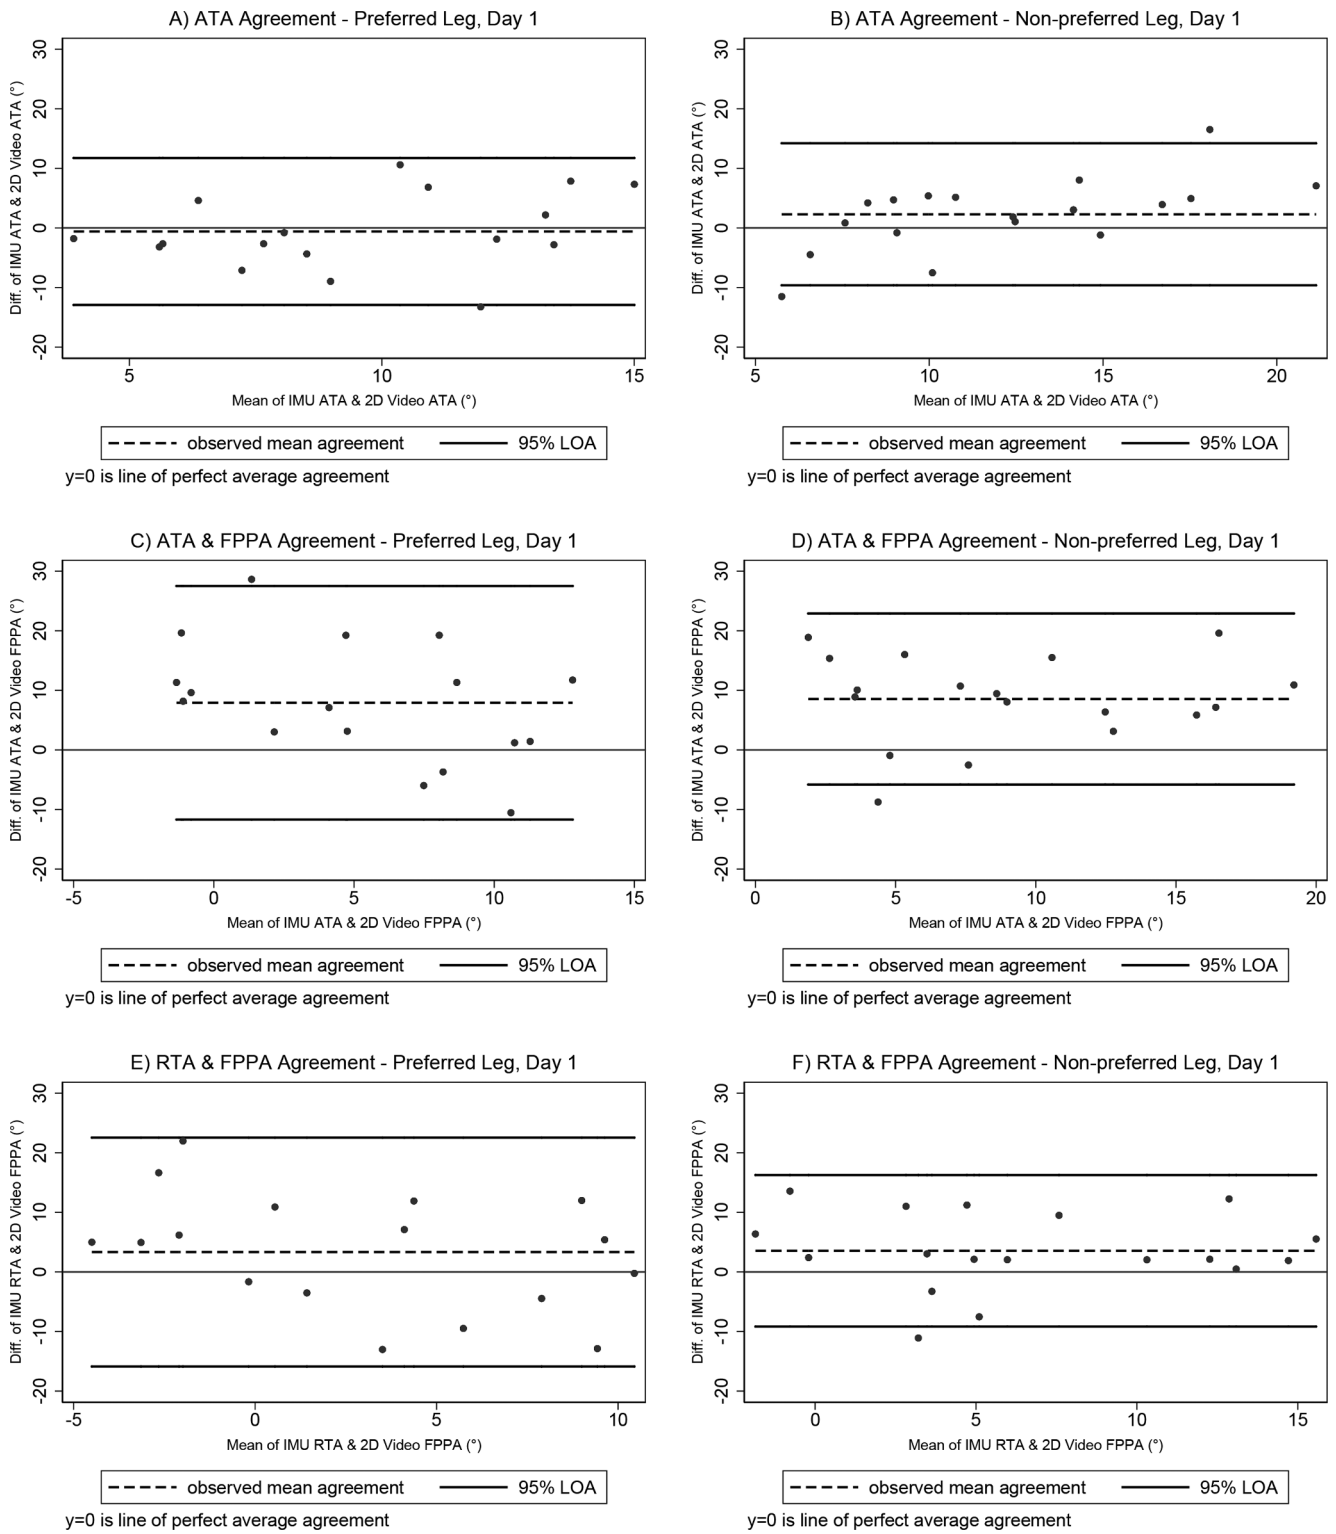 A) ATA Agreement - Preferred Leg, Day 1
Diff. of IMU ATA & 2D Video ATA (°)
30
20
10
0
-10
-20
5 10 15
Mean of IMU ATA & 2D Video ATA (°)
observed mean agreement 95% LOA
y=0 is line of perfect average agreement
B) ATA Agreement - Non-preferred Leg, Day 1
Diff. of IMU ATA & 2D ATA (°)
30
20
10
0
-10
-20
5 10 15 20
Mean of IMU ATA & 2D Video ATA (°)
observed mean agreement 95% LOA
y=0 is line of perfect average agreement
C) ATA & FPPA Agreement - Preferred Leg, Day 1
Diff. of IMU ATA & 2D Video FPPA (°)
30
20
10
0
-10
-20
-5 0 5 10 15
Mean of IMU ATA & 2D Video FPPA (°)
observed mean agreement 95% LOA
y=0 is line of perfect average agreement
D) ATA & FPPA Agreement - Non-preferred Leg, Day 1
Diff. of IMU ATA & 2D Video FPPA (°)
30
20
10
0
-10
-20
0 5 10 15 20
Mean of IMU ATA & 2D Video FPPA (°)
observed mean agreement 95% LOA
y=0 is line of perfect average agreement
E) RTA & FPPA Agreement - Preferred Leg, Day 1
Diff. of IMU RTA & 2D Video FPPA (°)
30
20
10
0
-10
-20
-5 0 5 10
Mean of IMU RTA & 2D Video FPPA (°)
observed mean agreement 95% LOA
y=0 is line of perfect average agreement
F) RTA & FPPA Agreement - Non-preferred Leg, Day 1
Diff. of IMU RTA & 2D Video FPPA (°)
30
20
10
0
-10
-20
0 5 10 15
Mean of IMU RTA & 2D Video FPPA (°)
observed mean agreement 95% LOA
y=0 is line of perfect average agreement